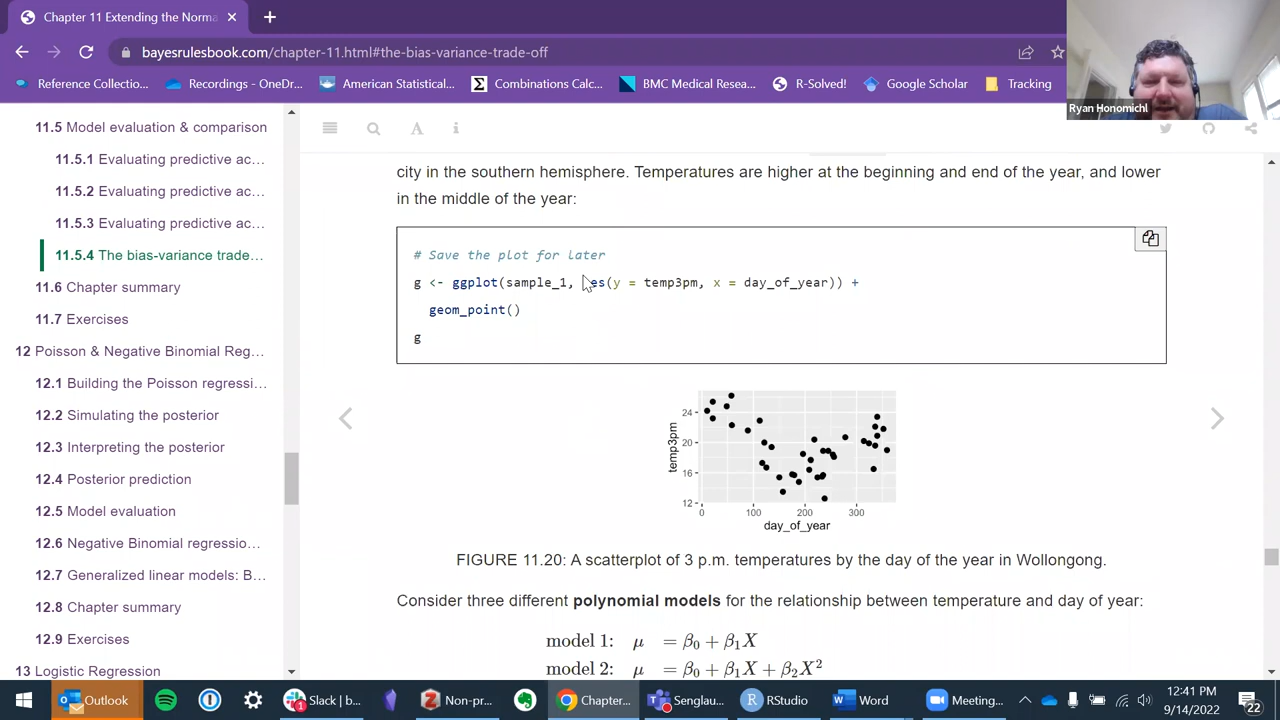 Chapter 11 Extending the Norma
bayesrulesbook.com/chapter-11.html#the-bias-variance-trade-off
Reference Collection...
Recordings - OneDr...
American Statistical...
Combinations Calc...
BMC Medical Resea...
R-Solved!
Google Scholar
Tracking
Ryan Honomichl
11.5 Model evaluation & comparison
11.5.1 Evaluating predictive ac...
11.5.2 Evaluating predictive ac...
11.5.3 Evaluating predictive ac...
11.5.4 The bias-variance trade...
11.6 Chapter summary
11.7 Exercises
12 Poisson & Negative Binomial Reg...
12.1 Building the Poisson regressi...
12.2 Simulating the posterior
12.3 Interpreting the posterior
12.4 Posterior prediction
12.5 Model evaluation
12.6 Negative Binomial regressio...
12.7 Generalized linear models: B...
12.8 Chapter summary
12.9 Exercises
13 Logistic Regression
city in the southern hemisphere. Temperatures are higher at the beginning and end of the year, and lower
in the middle of the year:
# Save the plot for later
g <- ggplot(sample_1, aes(y = temp3pm, x = day_of_year)) +
geom_point()
g
temp3pm
24
20
16
12
0 100 200 300
day_of_year
FIGURE 11.20: A scatterplot of 3 p.m. temperatures by the day of the year in Wollongong.
Consider three different polynomial models for the relationship between temperature and day of year:
model 1: μ = β₀ + β₁X
model 2: μ = β₀ + β₁X + β₂X²
Outlook
Slack | b...
Non-pr...
Chapter...
Senglau...
RStudio
Word
Meeting...
12:41 PM
9/14/2022
22